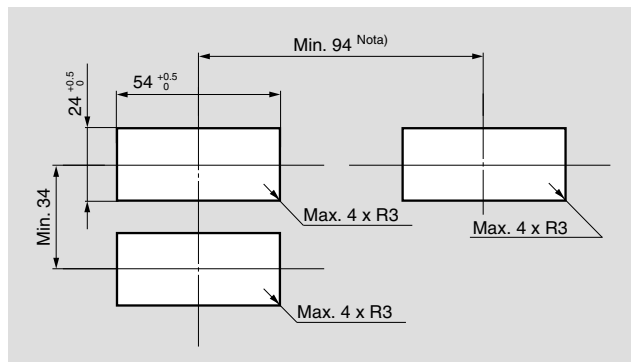 Min. 94 Nota)
54 +0.5 0
24 +0.5 0
Min. 34
Max. 4 x R3
Max. 4 x R3
Max. 4 x R3